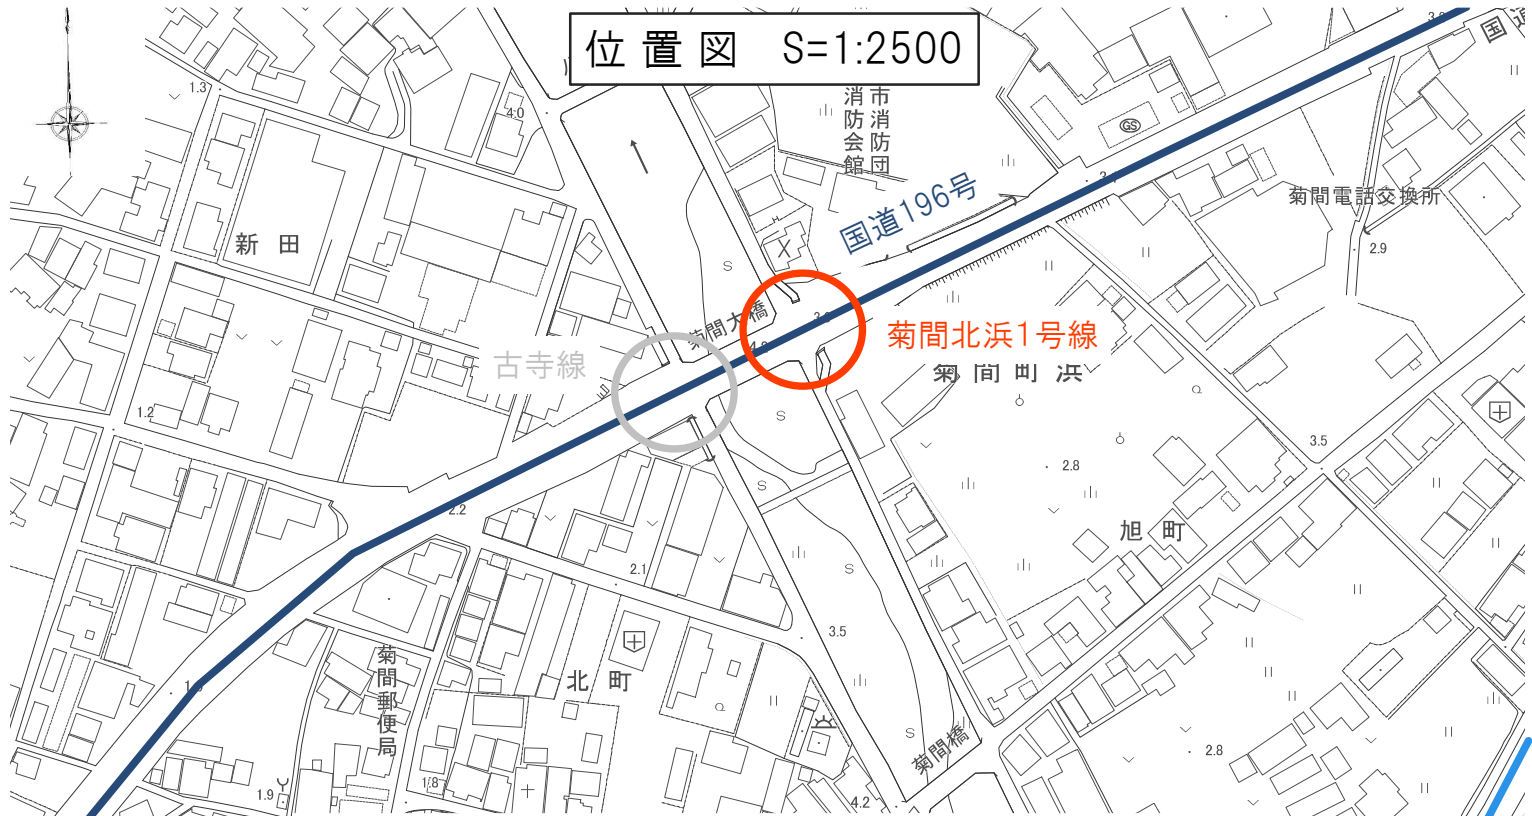 位置図 S=1:2500
国道
3.8
1.3
4.0
市消防団
消防会館
GS
菊間電話交換所
国道196号
新田
2.9
S
菊間大橋
4.2
菊間北浜1号線
古寺線
菊間町浜
1.2
S
3.5
2.8
S
2.2
旭町
2.1
S
3.5
菊間郵便局
北町
S
菊間橋
2.8
1.8
1.9
4.2